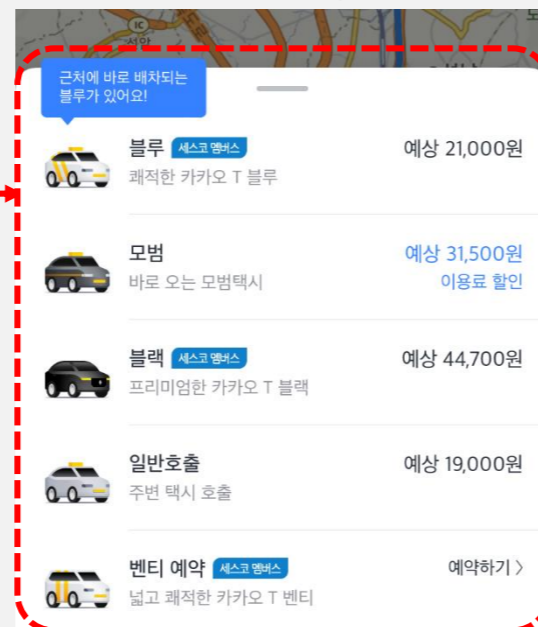 IC
서안
근처에 바로 배차되는
블루가 있어요!
블루 세스코 멤버스 예상 21,000원
쾌적한 카카오 T 블루
모범 예상 31,500원
바로 오는 모범택시 이용료 할인
블랙 세스코 멤버스 예상 44,700원
프리미엄한 카카오 T 블랙
일반호출 예상 19,000원
주변 택시 호출
벤티 예약 세스코 멤버스 예약하기 〉
넓고 쾌적한 카카오 T 벤티